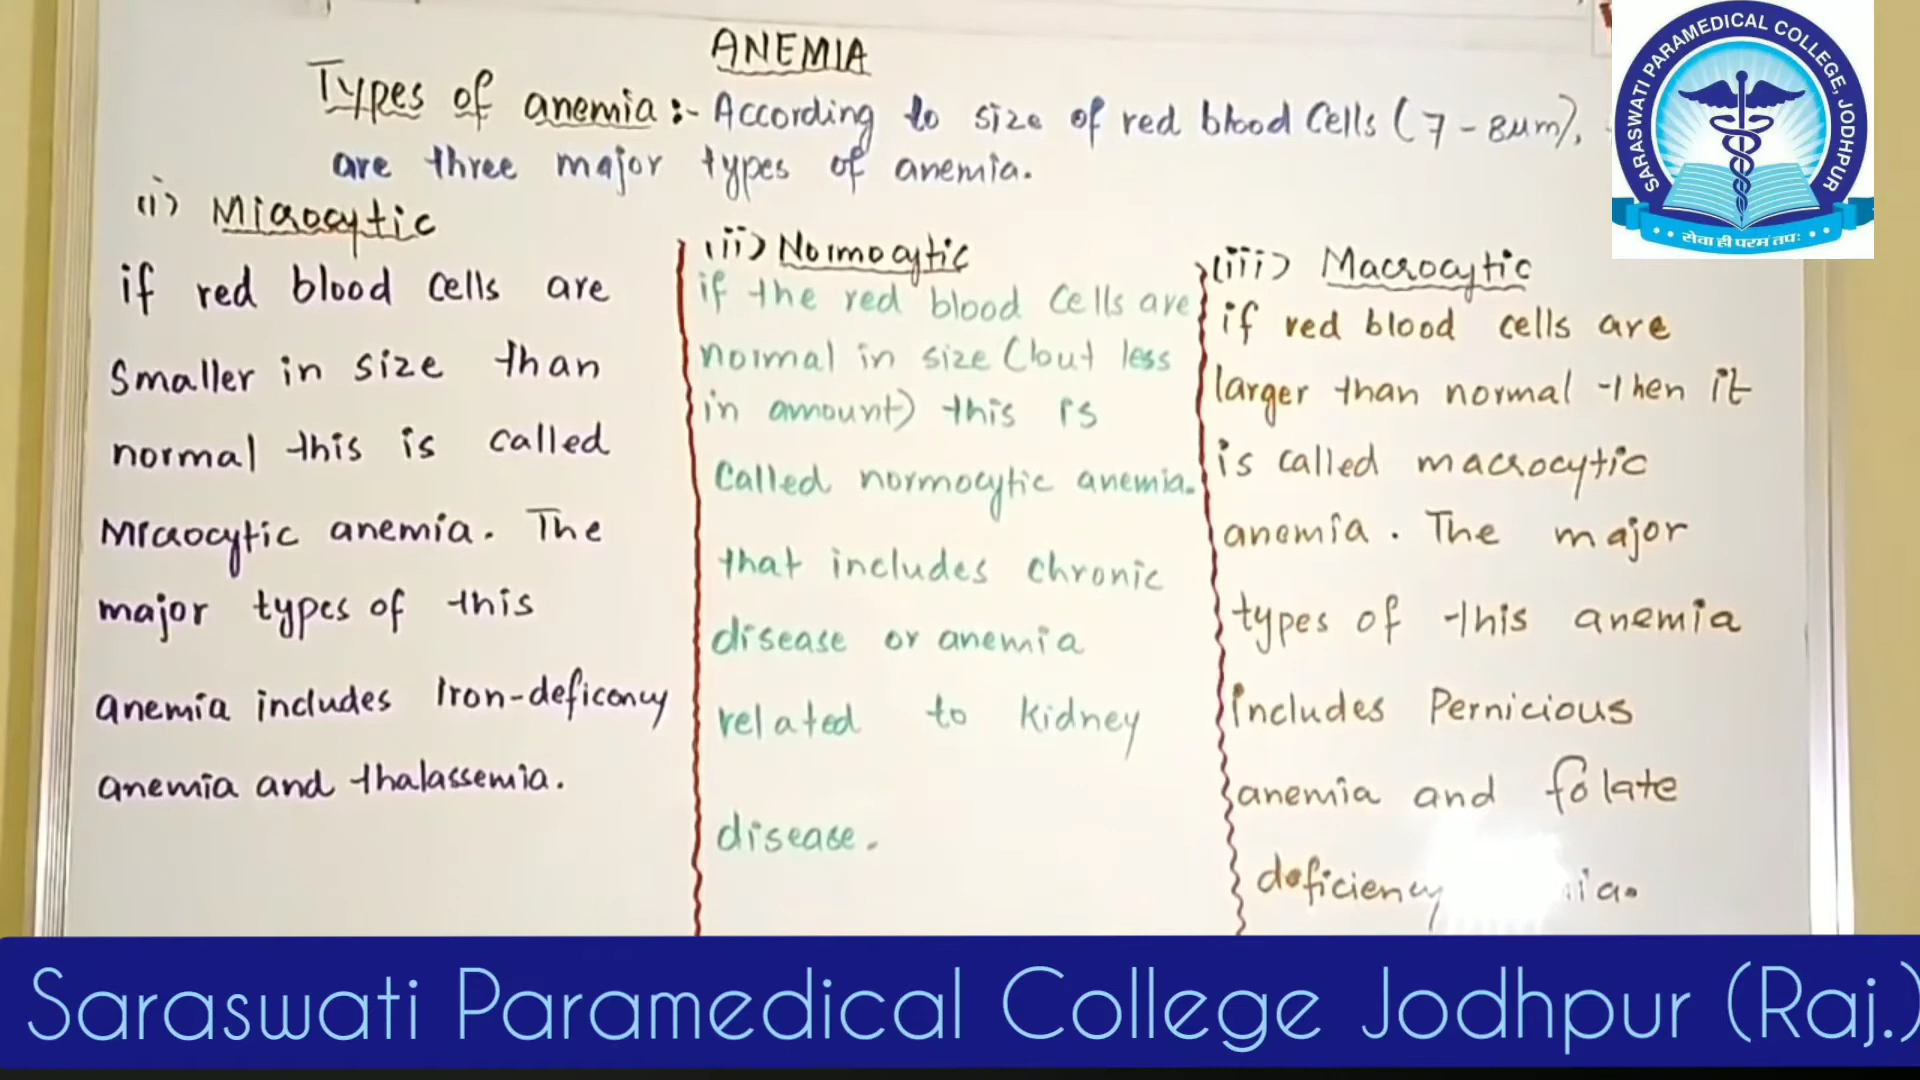 ANEMIA
Types of anemia :- According to size of red blood Cells (7-8um),
are three major types of anemia.
(i) Microcytic
if red blood cells are
Smaller in size than
normal this is called
Microcytic anemia. The
major types of this
anemia includes Iron-deficency
anemia and thalassemia.
(ii) Normocytic
if the red blood Cells are
normal in size (but less
in amount) this is
Called normocytic anemia.
that includes chronic
disease or anemia
related to kidney
disease.
(iii) Macrocytic
if red blood cells are
larger than normal then it
is called macrocytic
anemia. The major
types of this anemia
includes Pernicious
anemia and folate
deficiency
SARASWATI PARAMEDICAL COLLEGE, JODHPUR
सेवा ही परमं तपः
Saraswati Paramedical College Jodhpur (Raj.)